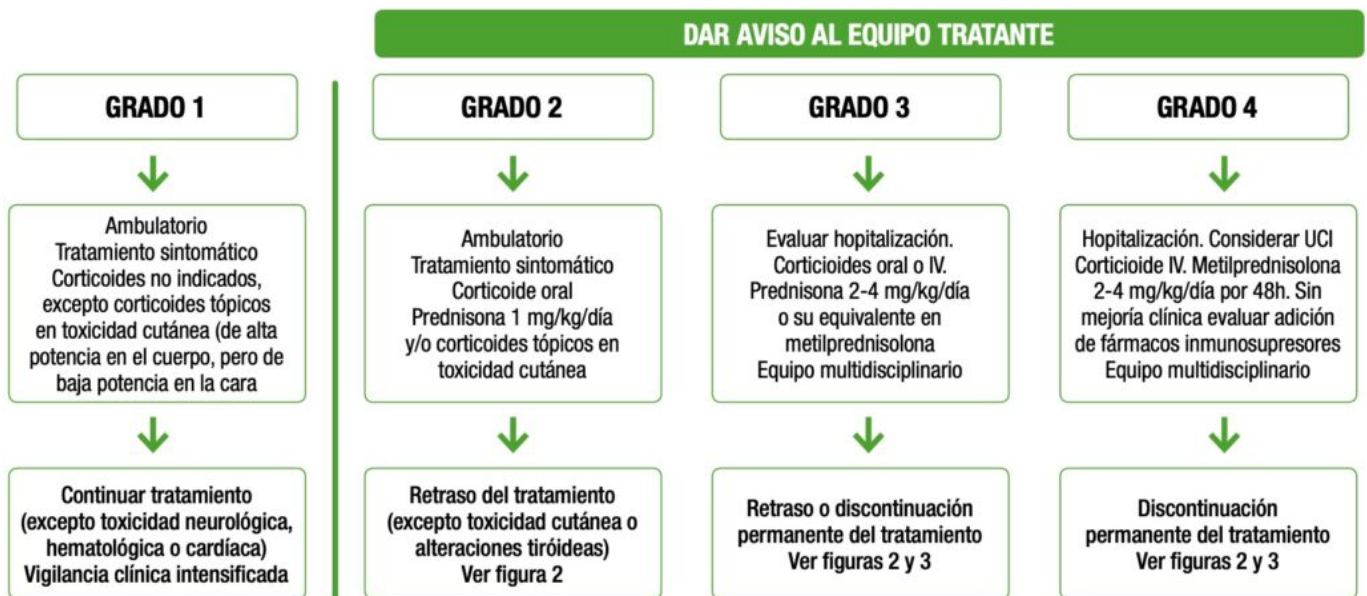 DAR AVISO AL EQUIPO TRATANTE
GRADO 1
Ambulatorio
Tratamiento sintomático
Corticoides no indicados,
excepto corticoides tópicos
en toxicidad cutánea (de alta
potencia en el cuerpo, pero de
baja potencia en la cara
Continuar tratamiento
(excepto toxicidad neurológica,
hematológica o cardíaca)
Vigilancia clínica intensificada
GRADO 2
Ambulatorio
Tratamiento sintomático
Corticoide oral
Prednisona 1 mg/kg/día
y/o corticoides tópicos en
toxicidad cutánea
Retraso del tratamiento
(excepto toxicidad cutánea o
alteraciones tiróideas)
Ver figura 2
GRADO 3
Evaluar hopitalización.
Corticioides oral o IV.
Prednisona 2-4 mg/kg/día
o su equivalente en
metilprednisolona
Equipo multidisciplinario
Retraso o discontinuación
permanente del tratamiento
Ver figuras 2 y 3
GRADO 4
Hopitalización. Considerar UCI
Corticioide IV. Metilprednisolona
2-4 mg/kg/día por 48h. Sin
mejoría clínica evaluar adición
de fármacos inmunosupresores
Equipo multidisciplinario
Discontinuación
permanente del tratamiento
Ver figuras 2 y 3